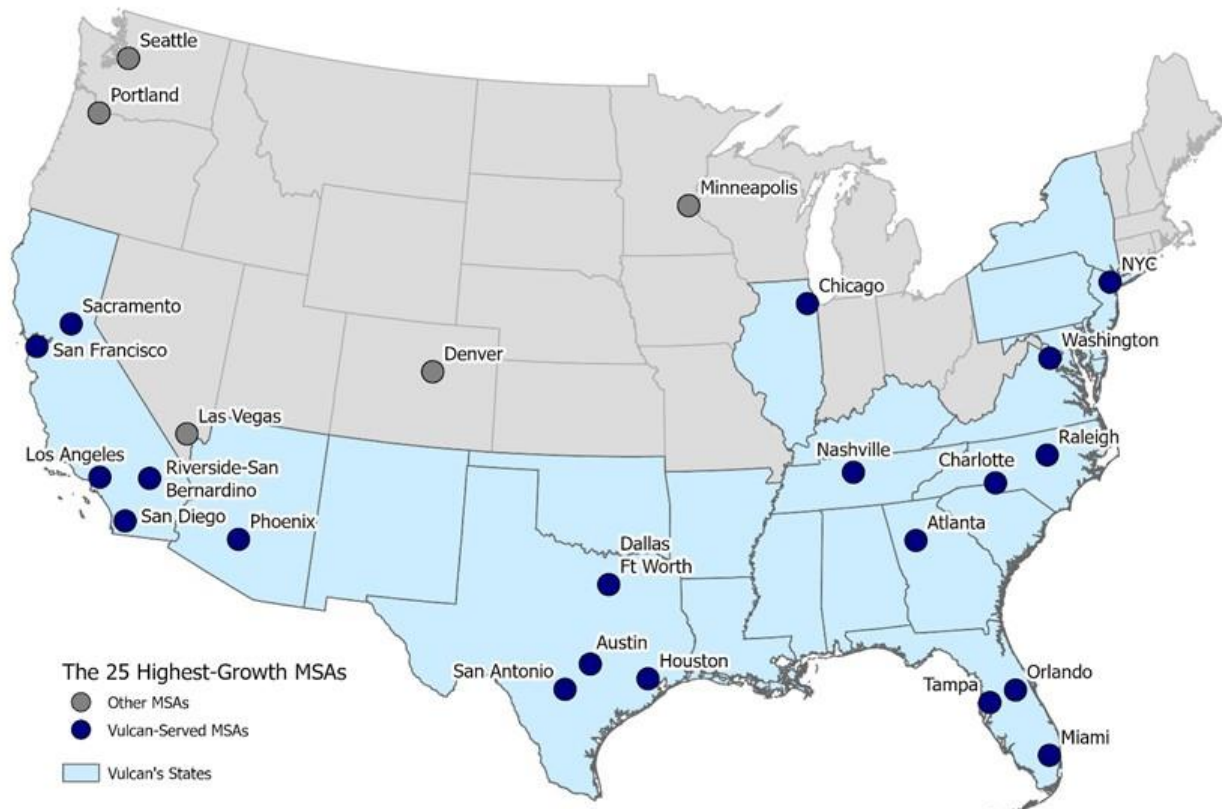 Seattle
Portland
Minneapolis
NYC
Chicago
Sacramento
San Francisco
Denver
Washington
Las Vegas
Los Angeles
Riverside-San
Bernardino
San Diego
Phoenix
Nashville
Charlotte
Raleigh
Atlanta
Dallas
Ft Worth
Austin
San Antonio
Houston
Tampa
Orlando
Miami
The 25 Highest-Growth MSAs
Other MSAs
Vulcan-Served MSAs
Vulcan's States